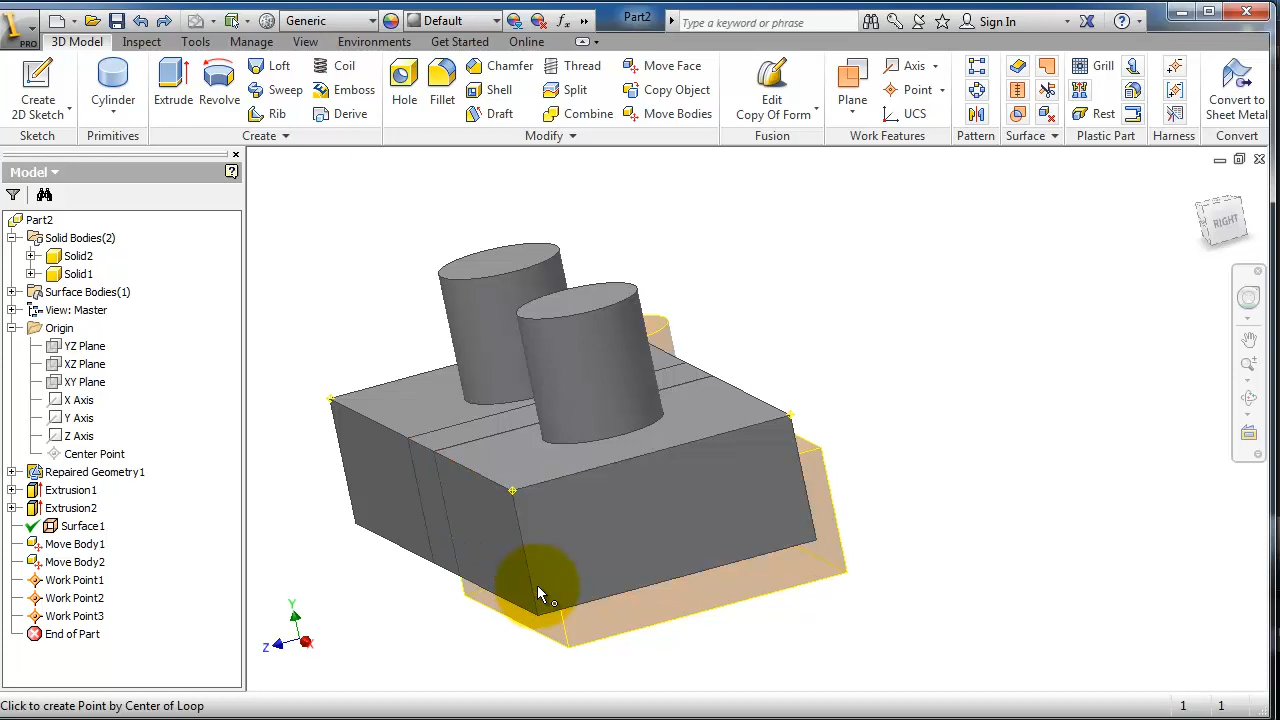 Generic
Default
fx
Part2
Type a keyword or phrase
Sign In
PRO
3D Model Inspect Tools Manage View Environments Get Started Online
Create
2D Sketch
Sketch
Cylinder
Primitives
Extrude
Revolve
Loft
Sweep
Rib
Coil
Emboss
Derive
Create
Hole
Fillet
Chamfer
Shell
Draft
Thread
Split
Combine
Move Face
Copy Object
Move Bodies
Modify
Edit
Copy Of Form
Fusion
Plane
Axis
Point
UCS
Work Features
Pattern
Surface
Grill
Rest
Plastic Part
Harness
Convert to
Sheet Metal
Convert
Model
Part2
Solid Bodies(2)
Solid2
Solid1
Surface Bodies(1)
View: Master
Origin
YZ Plane
XZ Plane
XY Plane
X Axis
Y Axis
Z Axis
Center Point
Repaired Geometry1
Extrusion1
Extrusion2
Surface1
Move Body1
Move Body2
Work Point1
Work Point2
Work Point3
End of Part
RIGHT
Y
Z
X
Click to create Point by Center of Loop
1 1